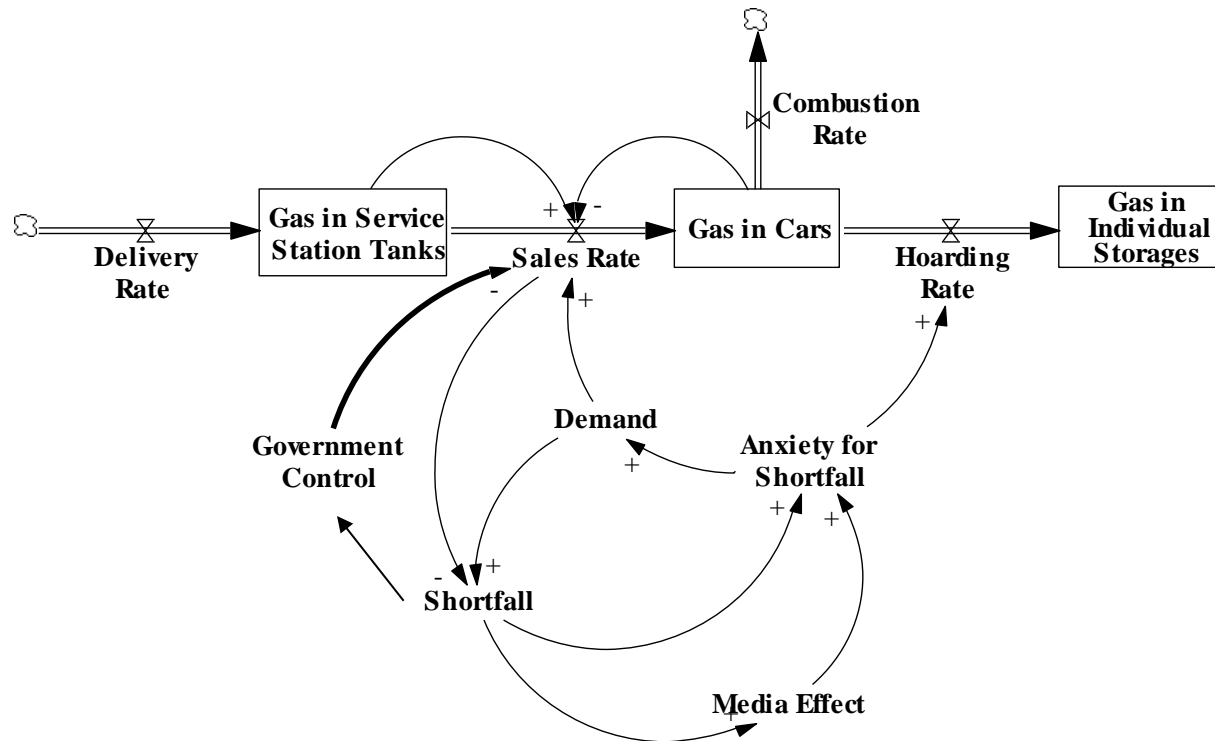 Combustion
Rate
Gas in Service
Station Tanks
+
-
Gas in Cars
Gas in
Individual
Storages
Delivery
Rate
Sales Rate
Hoarding
Rate
-
+
+
Demand
Government
Control
Anxiety for
Shortfall
+
+
+
-
+
Shortfall
Media Effect
+